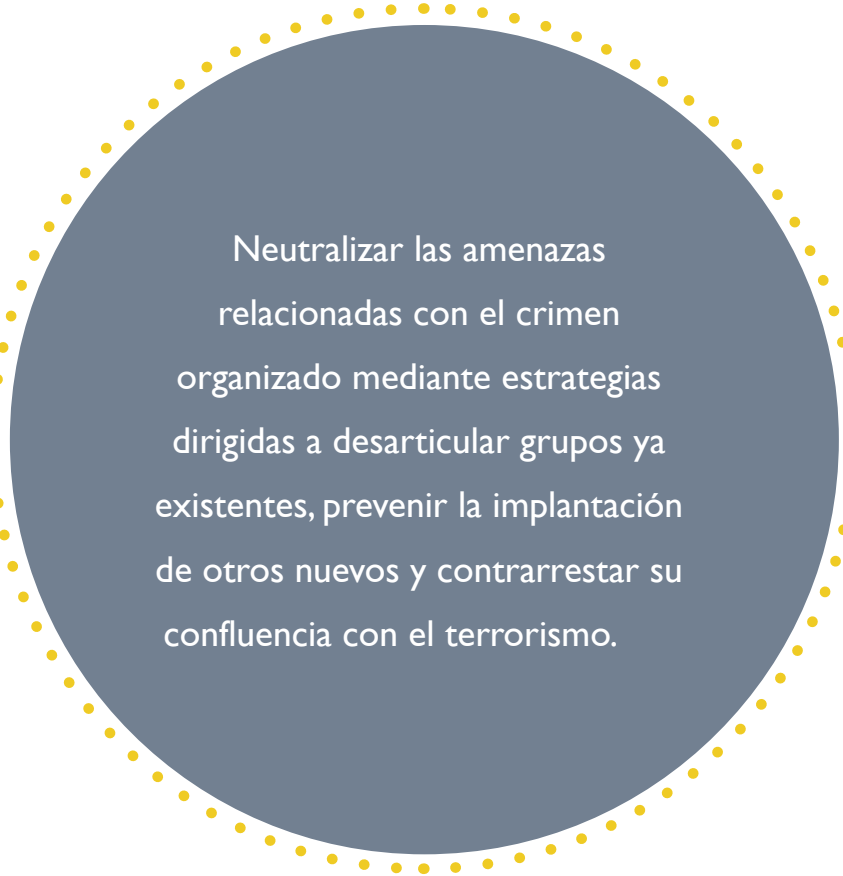 Neutralizar las amenazas
relacionadas con el crimen
organizado mediante estrategias
dirigidas a desarticular grupos ya
existentes, prevenir la implantación
de otros nuevos y contrarrestar su
confluencia con el terrorismo.